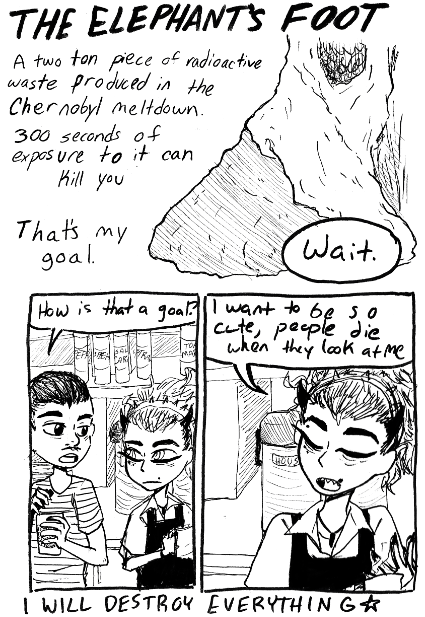 THE ELEPHANT'S FOOT
A two ton piece of radioactive
waste produced in the
Chernobyl meltdown.
300 seconds of
exposure to it can
kill you
That's my
goal.
Wait.
How is that a goal?
I want to be so
cute, people die
when they look at me
I WILL DESTROY EVERYTHING☆